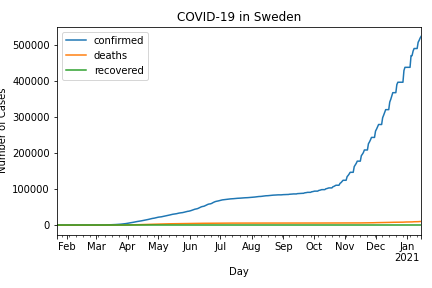 COVID-19 in Sweden
confirmed
deaths
recovered
500000
400000
300000
200000
100000
0
Number of Cases
Feb Mar Apr May Jun Jul Aug Sep Oct Nov Dec Jan
2021
Day